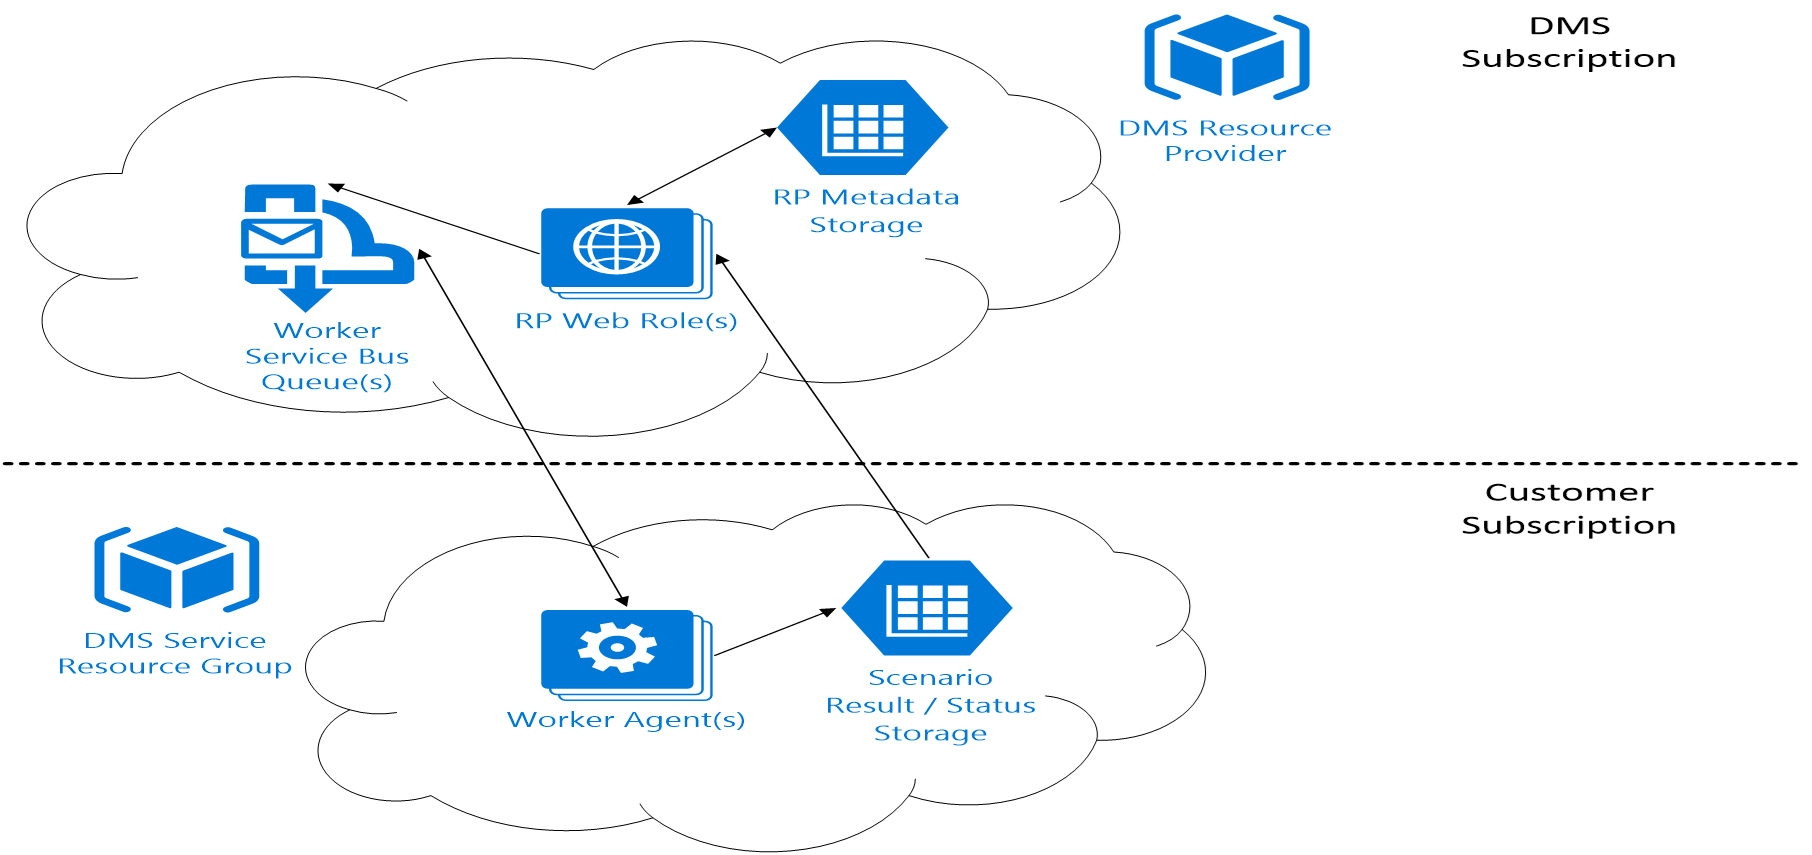 DMS
Subscription
DMS Resource
Provider
RP Metadata
Storage
RP Web Role(s)
Worker
Service Bus
Queue(s)
Customer
Subscription
DMS Service
Resource Group
Worker Agent(s)
Scenario
Result / Status
Storage